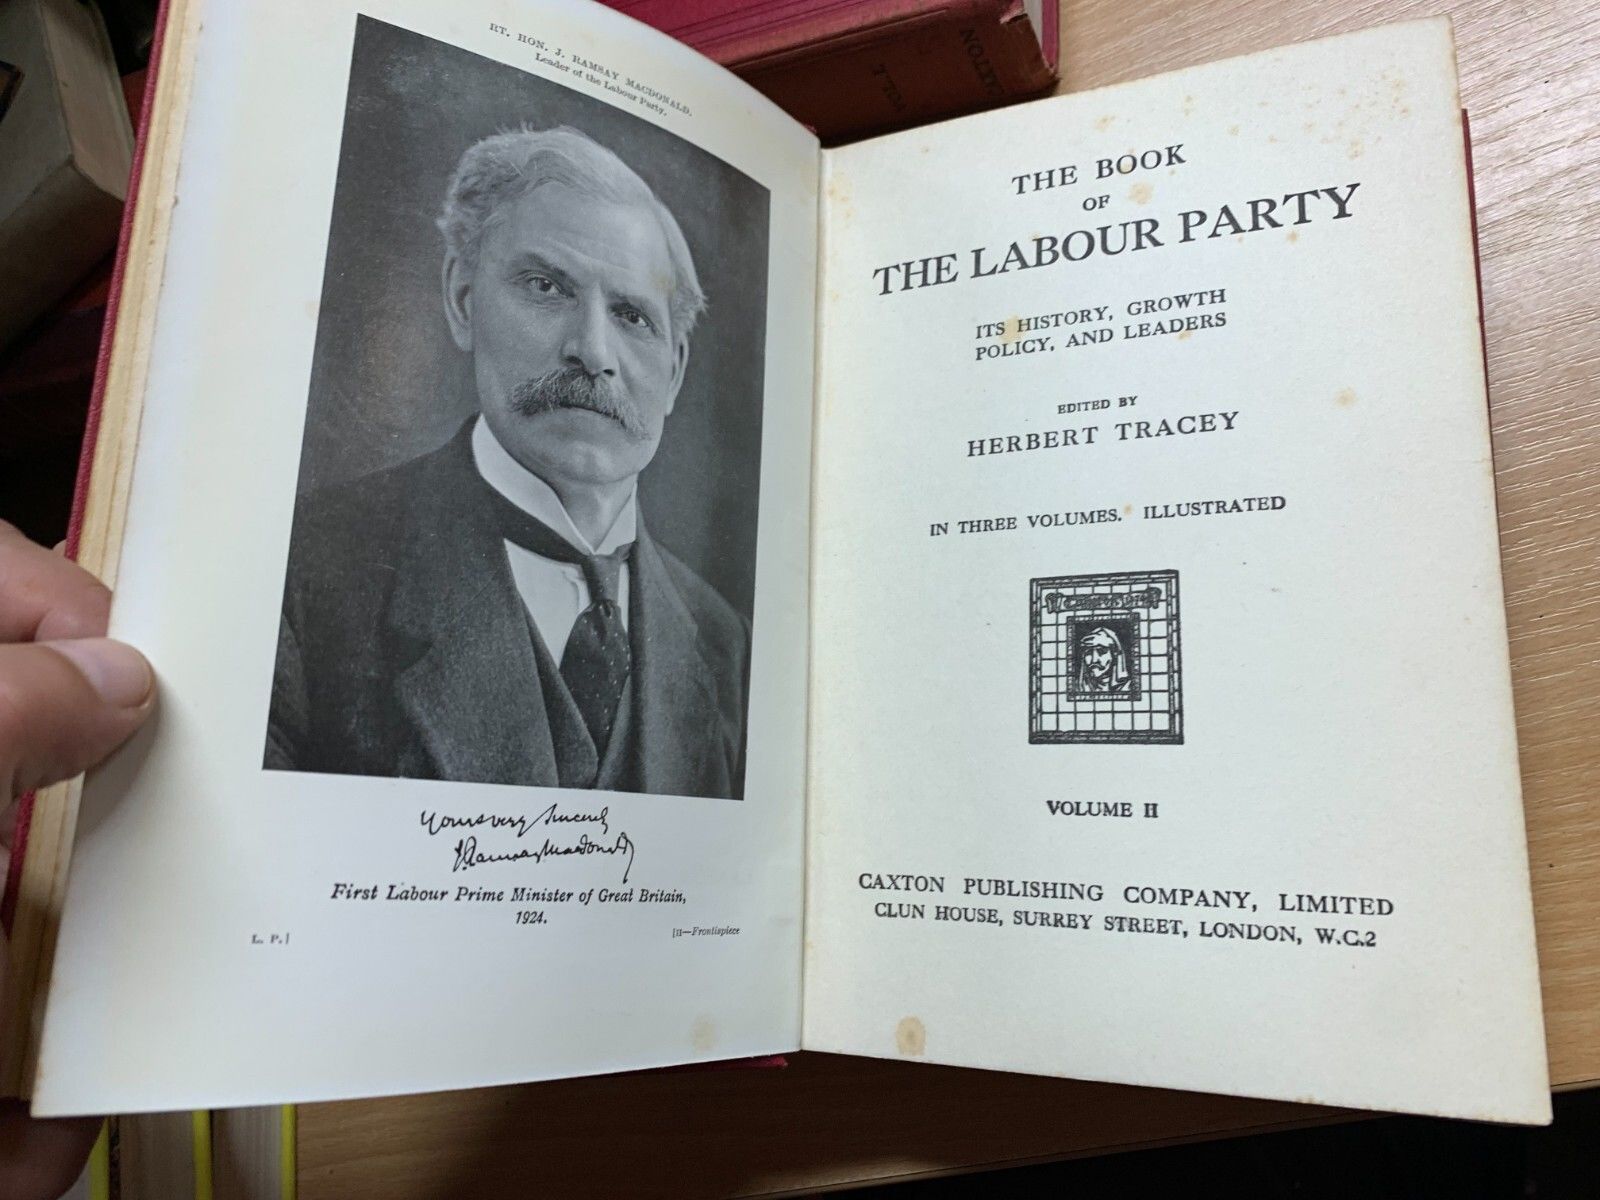 RT. HON. J. RAMSAY MACDONALD.
Leader of the Labour Party.
Yours very sincerely
J. Ramsay MacDonald
First Labour Prime Minister of Great Britain,
1924.
L. P.]
[II—Frontispiece
CAXTON
VOL. I.
THE BOOK
OF
THE LABOUR PARTY
ITS HISTORY, GROWTH
POLICY, AND LEADERS
EDITED BY
HERBERT TRACEY
IN THREE VOLUMES. ILLUSTRATED
VOLUME II
CAXTON PUBLISHING COMPANY, LIMITED
CLUN HOUSE, SURREY STREET, LONDON, W.C.2